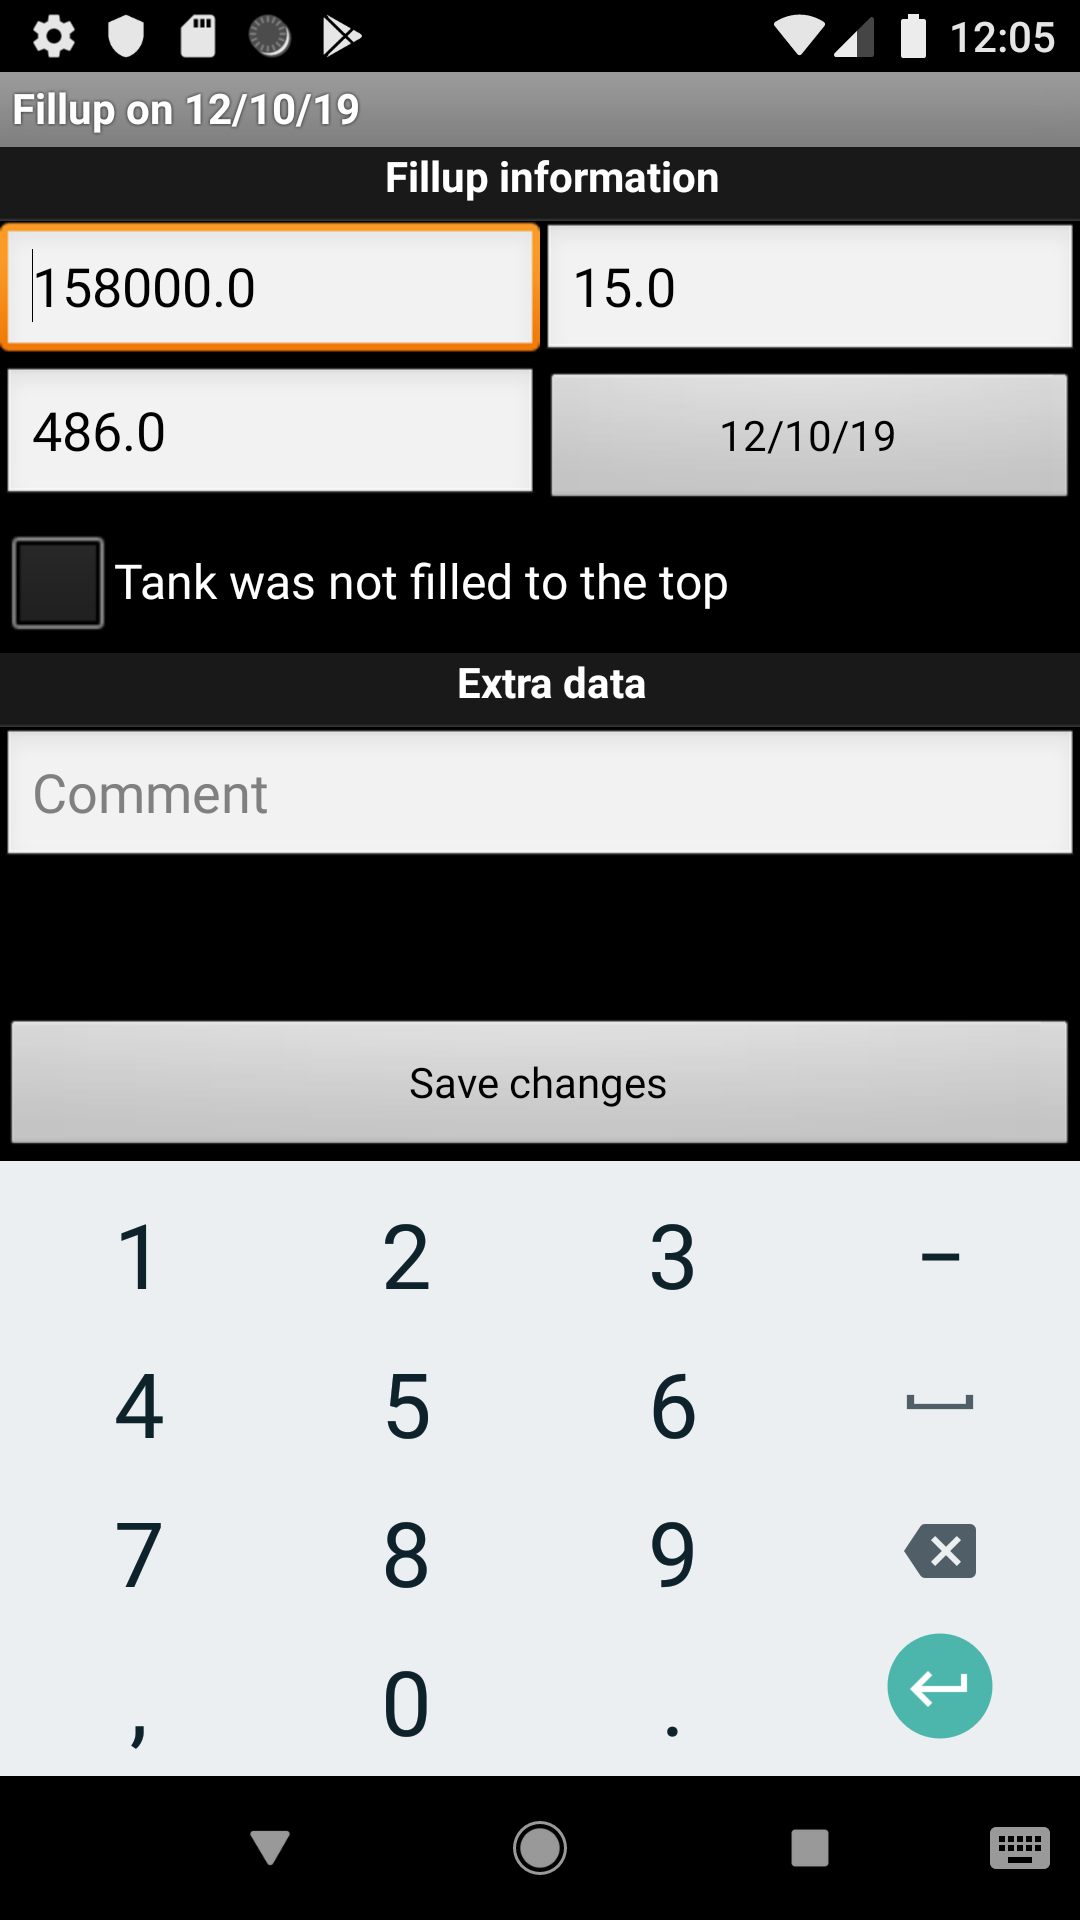 12:05
Fillup on 12/10/19
Fillup information
158000.0
15.0
486.0
12/10/19
Tank was not filled to the top
Extra data
Comment
Save changes
1 2 3 –
4 5 6
7 8 9
, 0 .